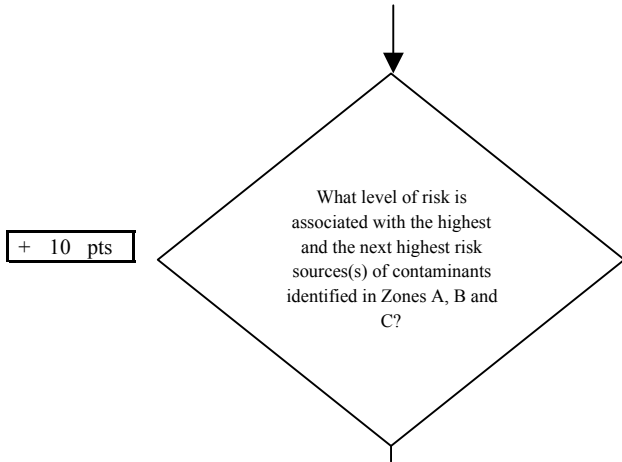 What level of risk is
associated with the highest
and the next highest risk
sources(s) of contaminants
identified in Zones A, B and
C?
+ 10 pts